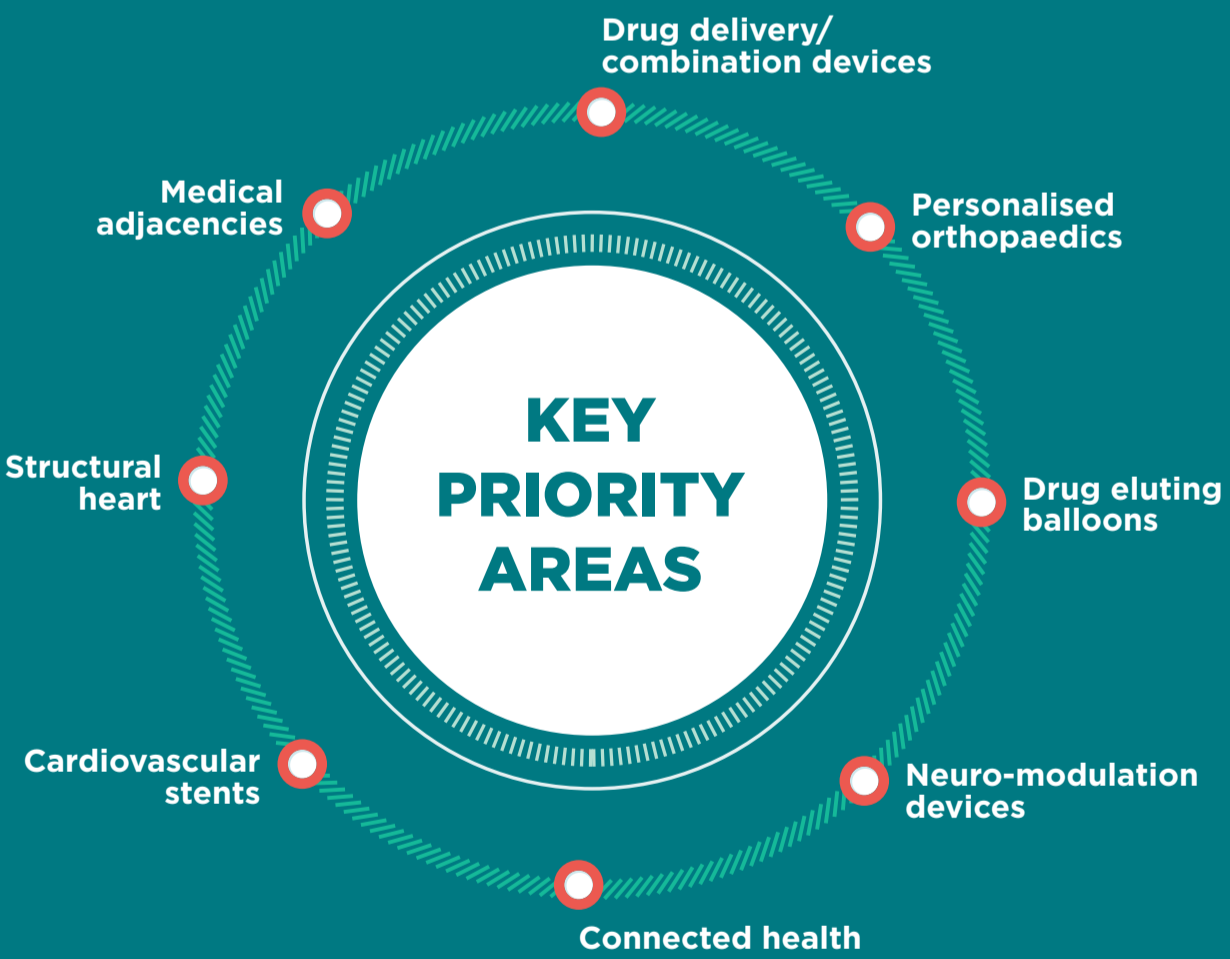 Drug delivery/
combination devices
Medical
adjacencies
Personalised
orthopaedics
KEY
PRIORITY
AREAS
Structural
heart
Drug eluting
balloons
Cardiovascular
stents
Neuro-modulation
devices
Connected health